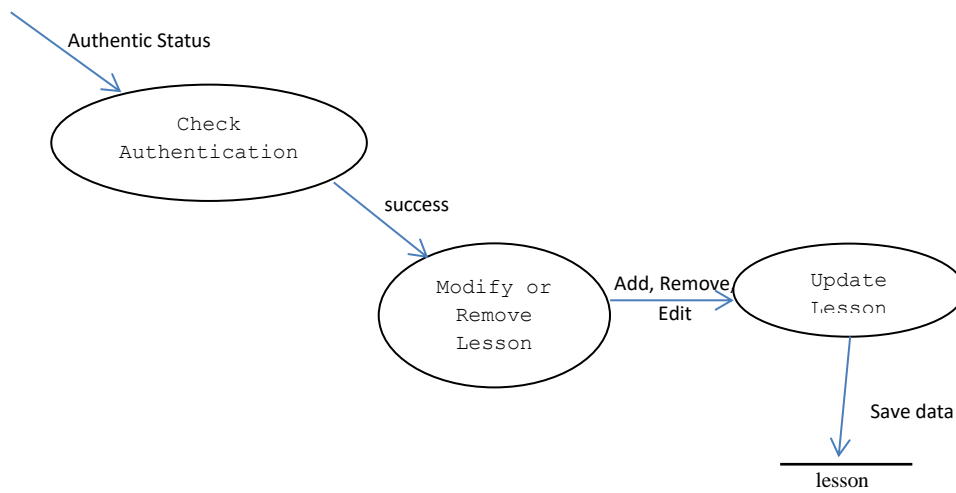 Authentic Status
Check
Authentication
success
Modify or
Remove
Lesson
Add, Remove,
Edit
Update
Lesson
Save data
lesson